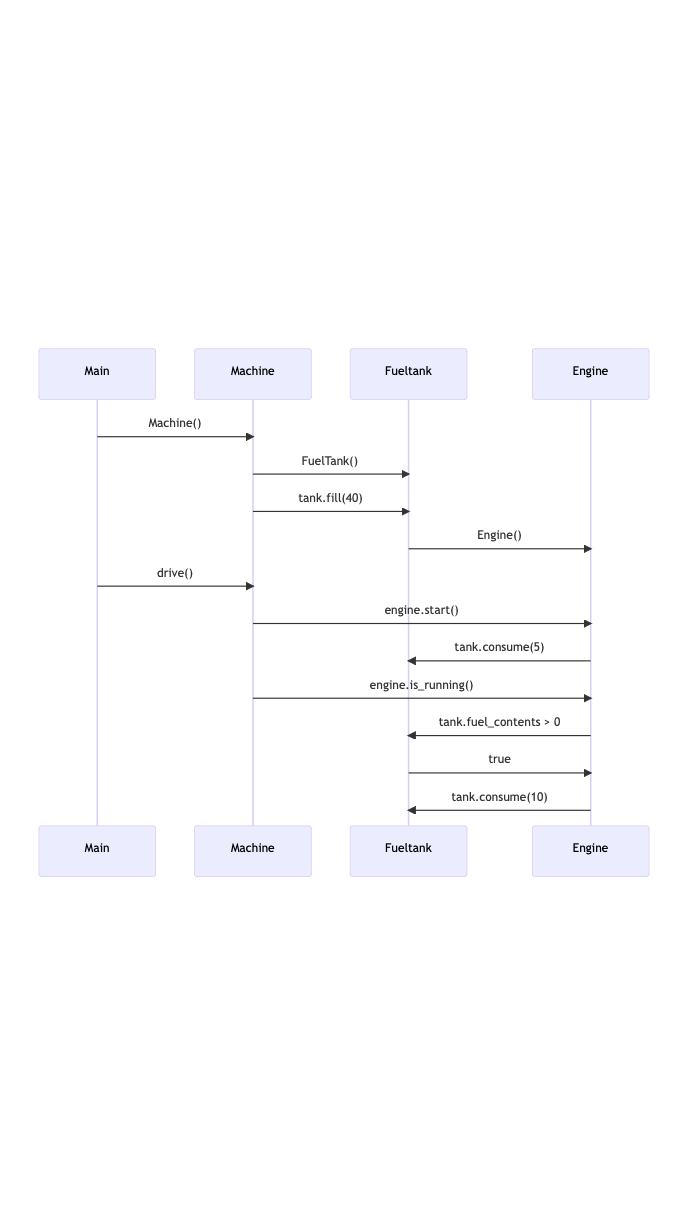 Main
Machine
Fueltank
Engine
Machine()
FuelTank()
tank.fill(40)
Engine()
drive()
engine.start()
tank.consume(5)
engine.is_running()
tank.fuel_contents > 0
true
tank.consume(10)
Main
Machine
Fueltank
Engine